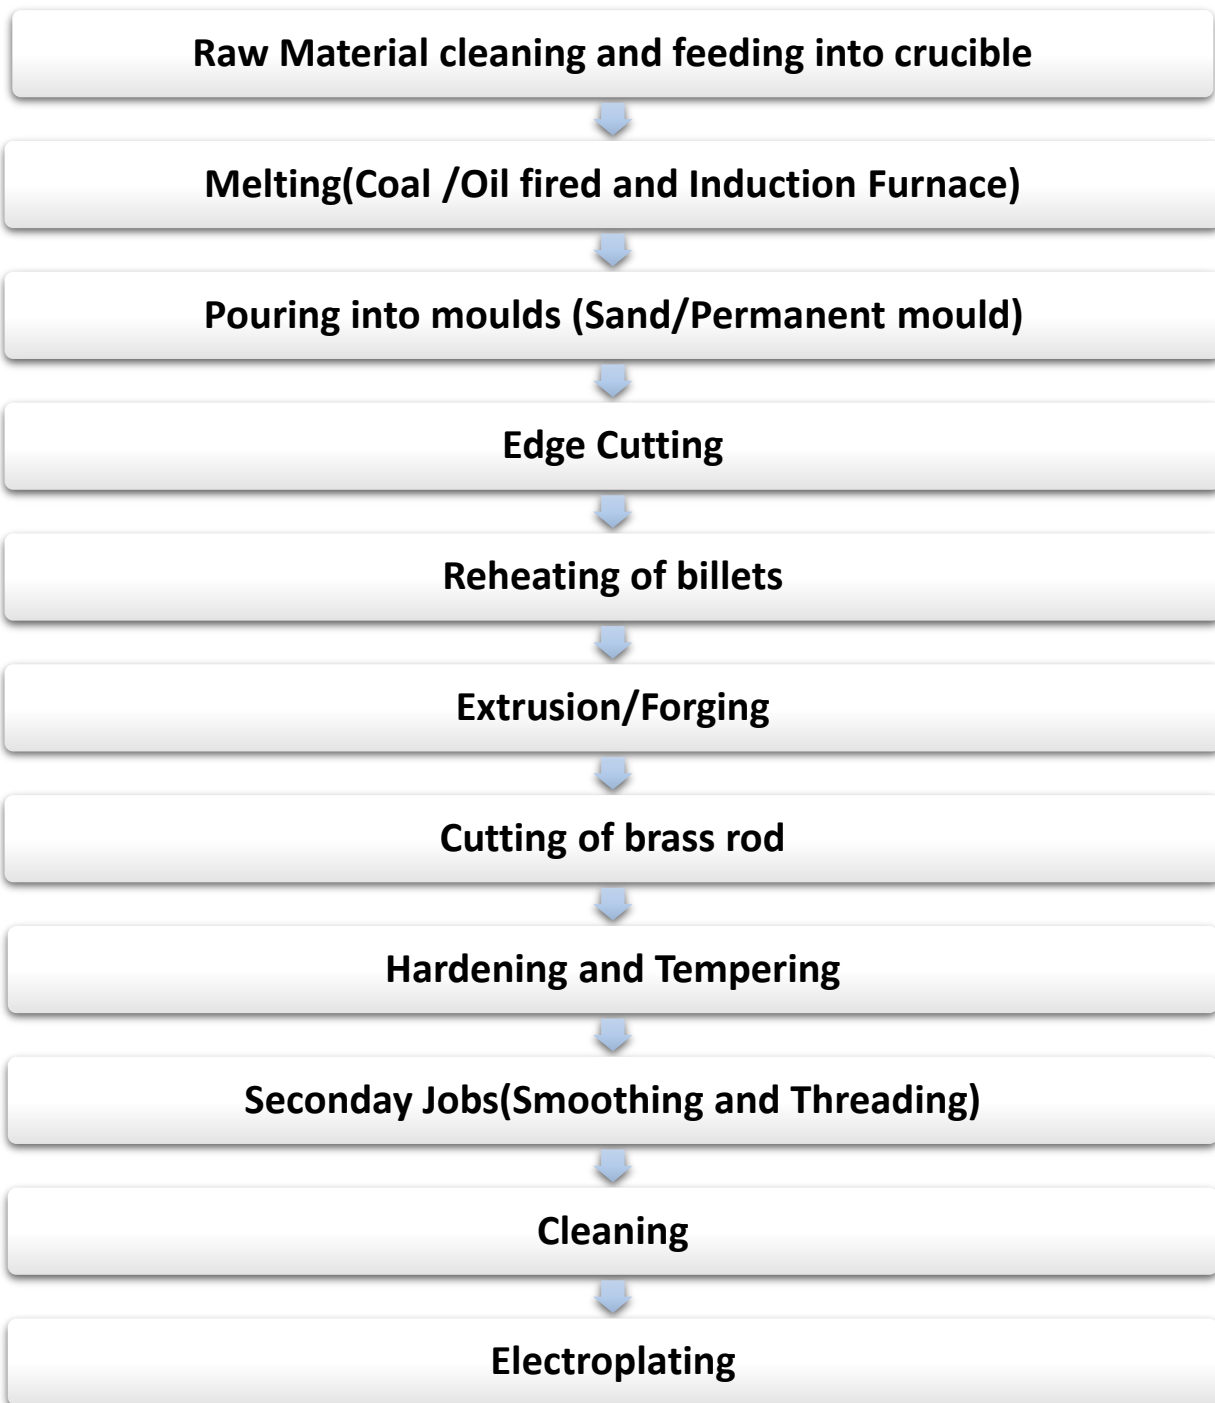 Raw Material cleaning and feeding into crucible
Melting(Coal /Oil fired and Induction Furnace)
Pouring into moulds (Sand/Permanent mould)
Edge Cutting
Reheating of billets
Extrusion/Forging
Cutting of brass rod
Hardening and Tempering
Seconday Jobs(Smoothing and Threading)
Cleaning
Electroplating